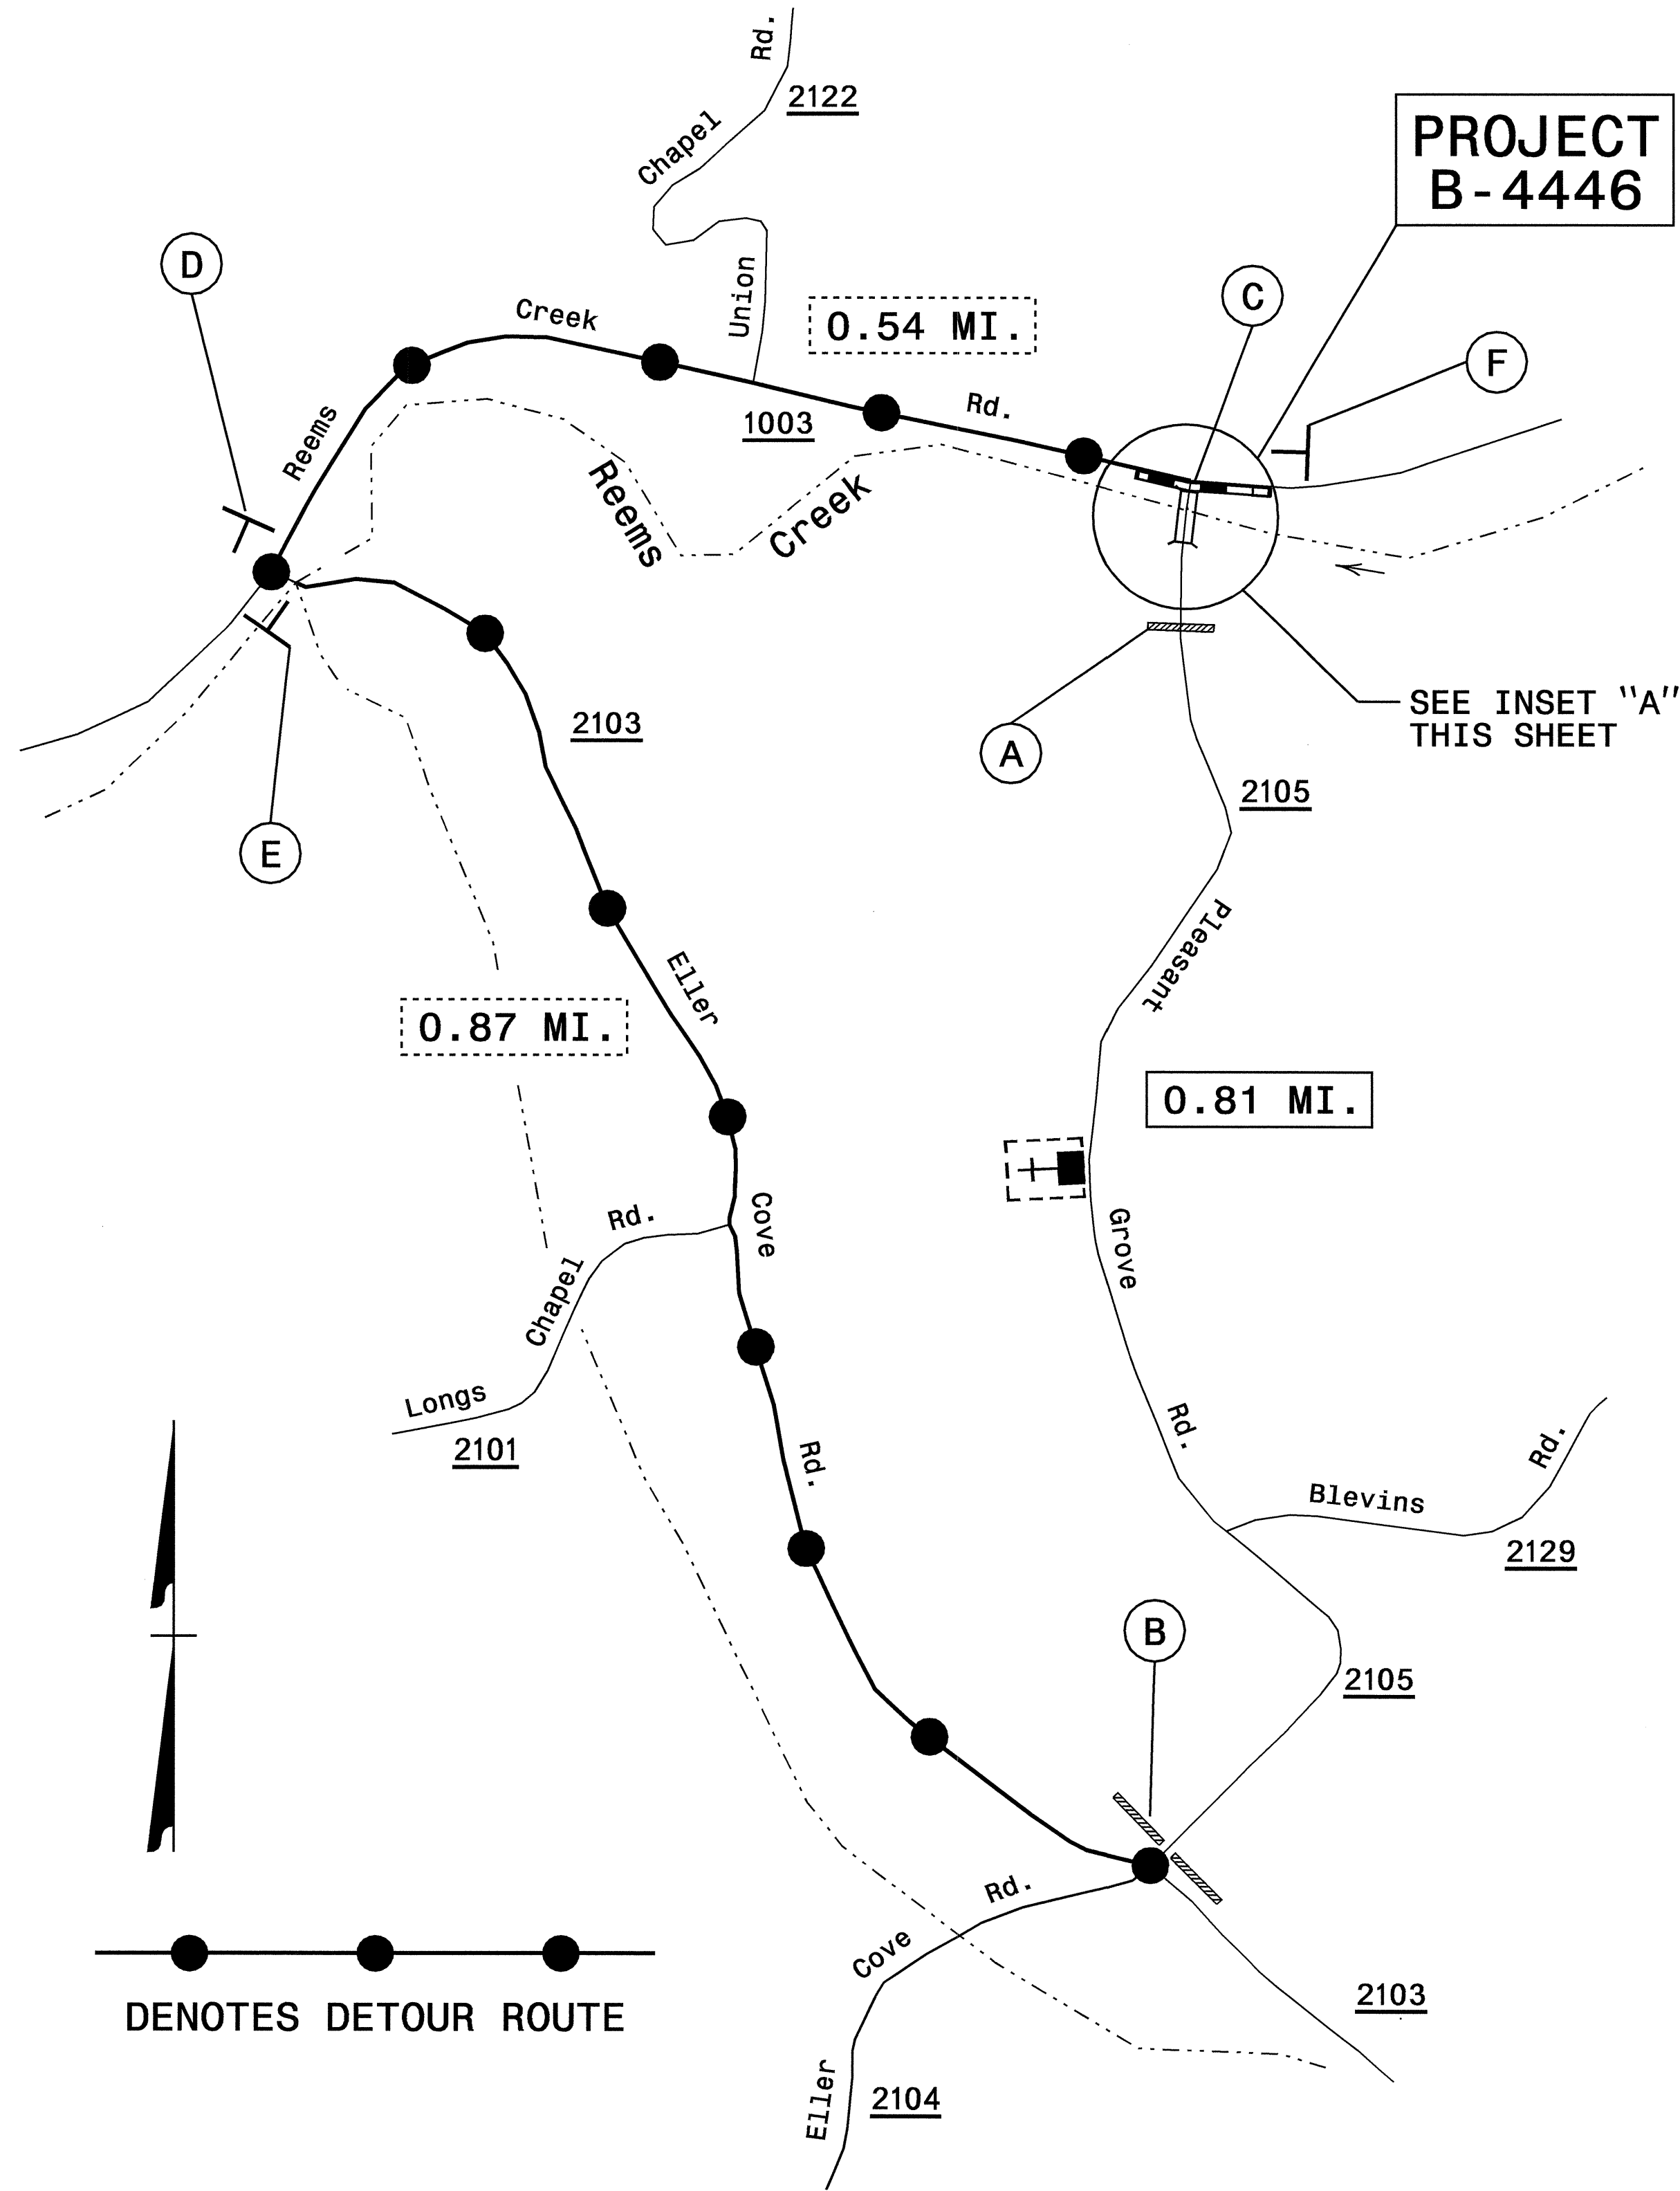 Rd.
2122
Chapel
Union
PROJECT
B-4446
D
C
F
Creek
0.54 MI.
Reems
1003
Rd.
Reems
Creek
2103
A
SEE INSET "A"
THIS SHEET
E
2105
Pleasant
Eller
0.87 MI.
0.81 MI.
Cove
Rd.
Chapel
Longs
2101
Grove
Rd.
Rd.
Blevins
Rd.
2129
B
2105
Rd.
Cove
Eller
2104
2103
DENOTES DETOUR ROUTE